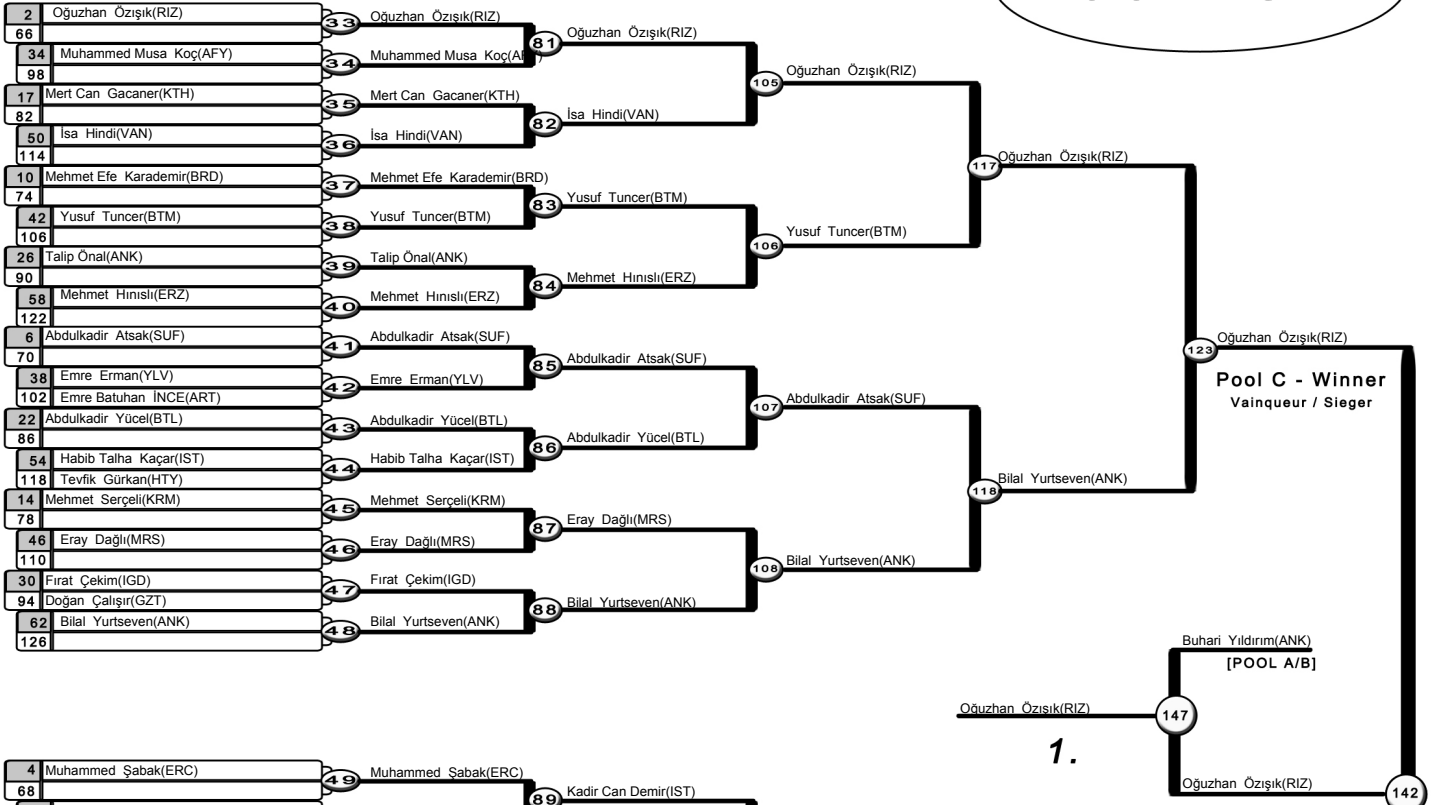 2 Oğuzhan Özışık(RIZ)
66
34 Muhammed Musa Koç(AFY)
98
17 Mert Can Gacaner(KTH)
82
50 İsa Hindi(VAN)
114
10 Mehmet Efe Karademir(BRD)
74
42 Yusuf Tuncer(BTM)
106
26 Talip Önal(ANK)
90
58 Mehmet Hınıslı(ERZ)
122
6 Abdulkadir Atsak(SUF)
70
38 Emre Erman(YLV)
102 Emre Batuhan İNCE(ART)
22 Abdulkadir Yücel(BTL)
86
54 Habib Talha Kaçar(IST)
118 Tevfik Gürkan(HTY)
14 Mehmet Serçeli(KRM)
78
46 Eray Dağlı(MRS)
110
30 Fırat Çekim(IGD)
94 Doğan Çalışır(GZT)
62 Bilal Yurtseven(ANK)
126
33 Oğuzhan Özışık(RIZ)
34 Muhammed Musa Koç(AFY)
35 Mert Can Gacaner(KTH)
36 İsa Hindi(VAN)
37 Mehmet Efe Karademir(BRD)
38 Yusuf Tuncer(BTM)
39 Talip Önal(ANK)
40 Mehmet Hınıslı(ERZ)
41 Abdulkadir Atsak(SUF)
42 Emre Erman(YLV)
43 Abdulkadir Yücel(BTL)
44 Habib Talha Kaçar(IST)
45 Mehmet Serçeli(KRM)
46 Eray Dağlı(MRS)
47 Fırat Çekim(IGD)
48 Bilal Yurtseven(ANK)
81 Oğuzhan Özışık(RIZ)
82 İsa Hindi(VAN)
83 Yusuf Tuncer(BTM)
84 Mehmet Hınıslı(ERZ)
85 Abdulkadir Atsak(SUF)
86 Abdulkadir Yücel(BTL)
87 Eray Dağlı(MRS)
88 Bilal Yurtseven(ANK)
105 Oğuzhan Özışık(RIZ)
106 Yusuf Tuncer(BTM)
107 Abdulkadir Atsak(SUF)
108 Bilal Yurtseven(ANK)
117 Oğuzhan Özışık(RIZ)
118 Bilal Yurtseven(ANK)
123 Oğuzhan Özışık(RIZ)
Pool C - Winner
Vainqueur / Sieger
Buhari Yıldırım(ANK)
[POOL A/B]
Oğuzhan Özışık(RIZ) 147
1.
Oğuzhan Özışık(RIZ) 142
4 Muhammed Şabak(ERC)
68
49 Muhammed Şabak(ERC)
89 Kadir Can Demir(IST)